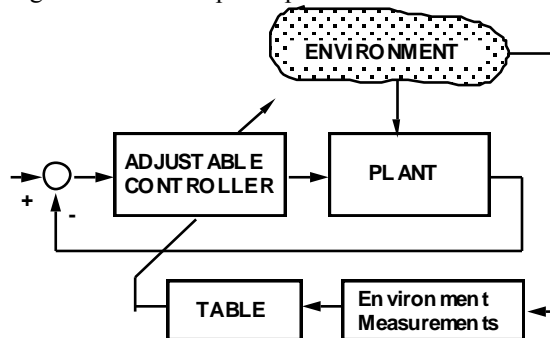 ENVIRONMENT
ADJUSTABLE
CONTROLLER
PLANT
+
-
TABLE
Environment
Measurements